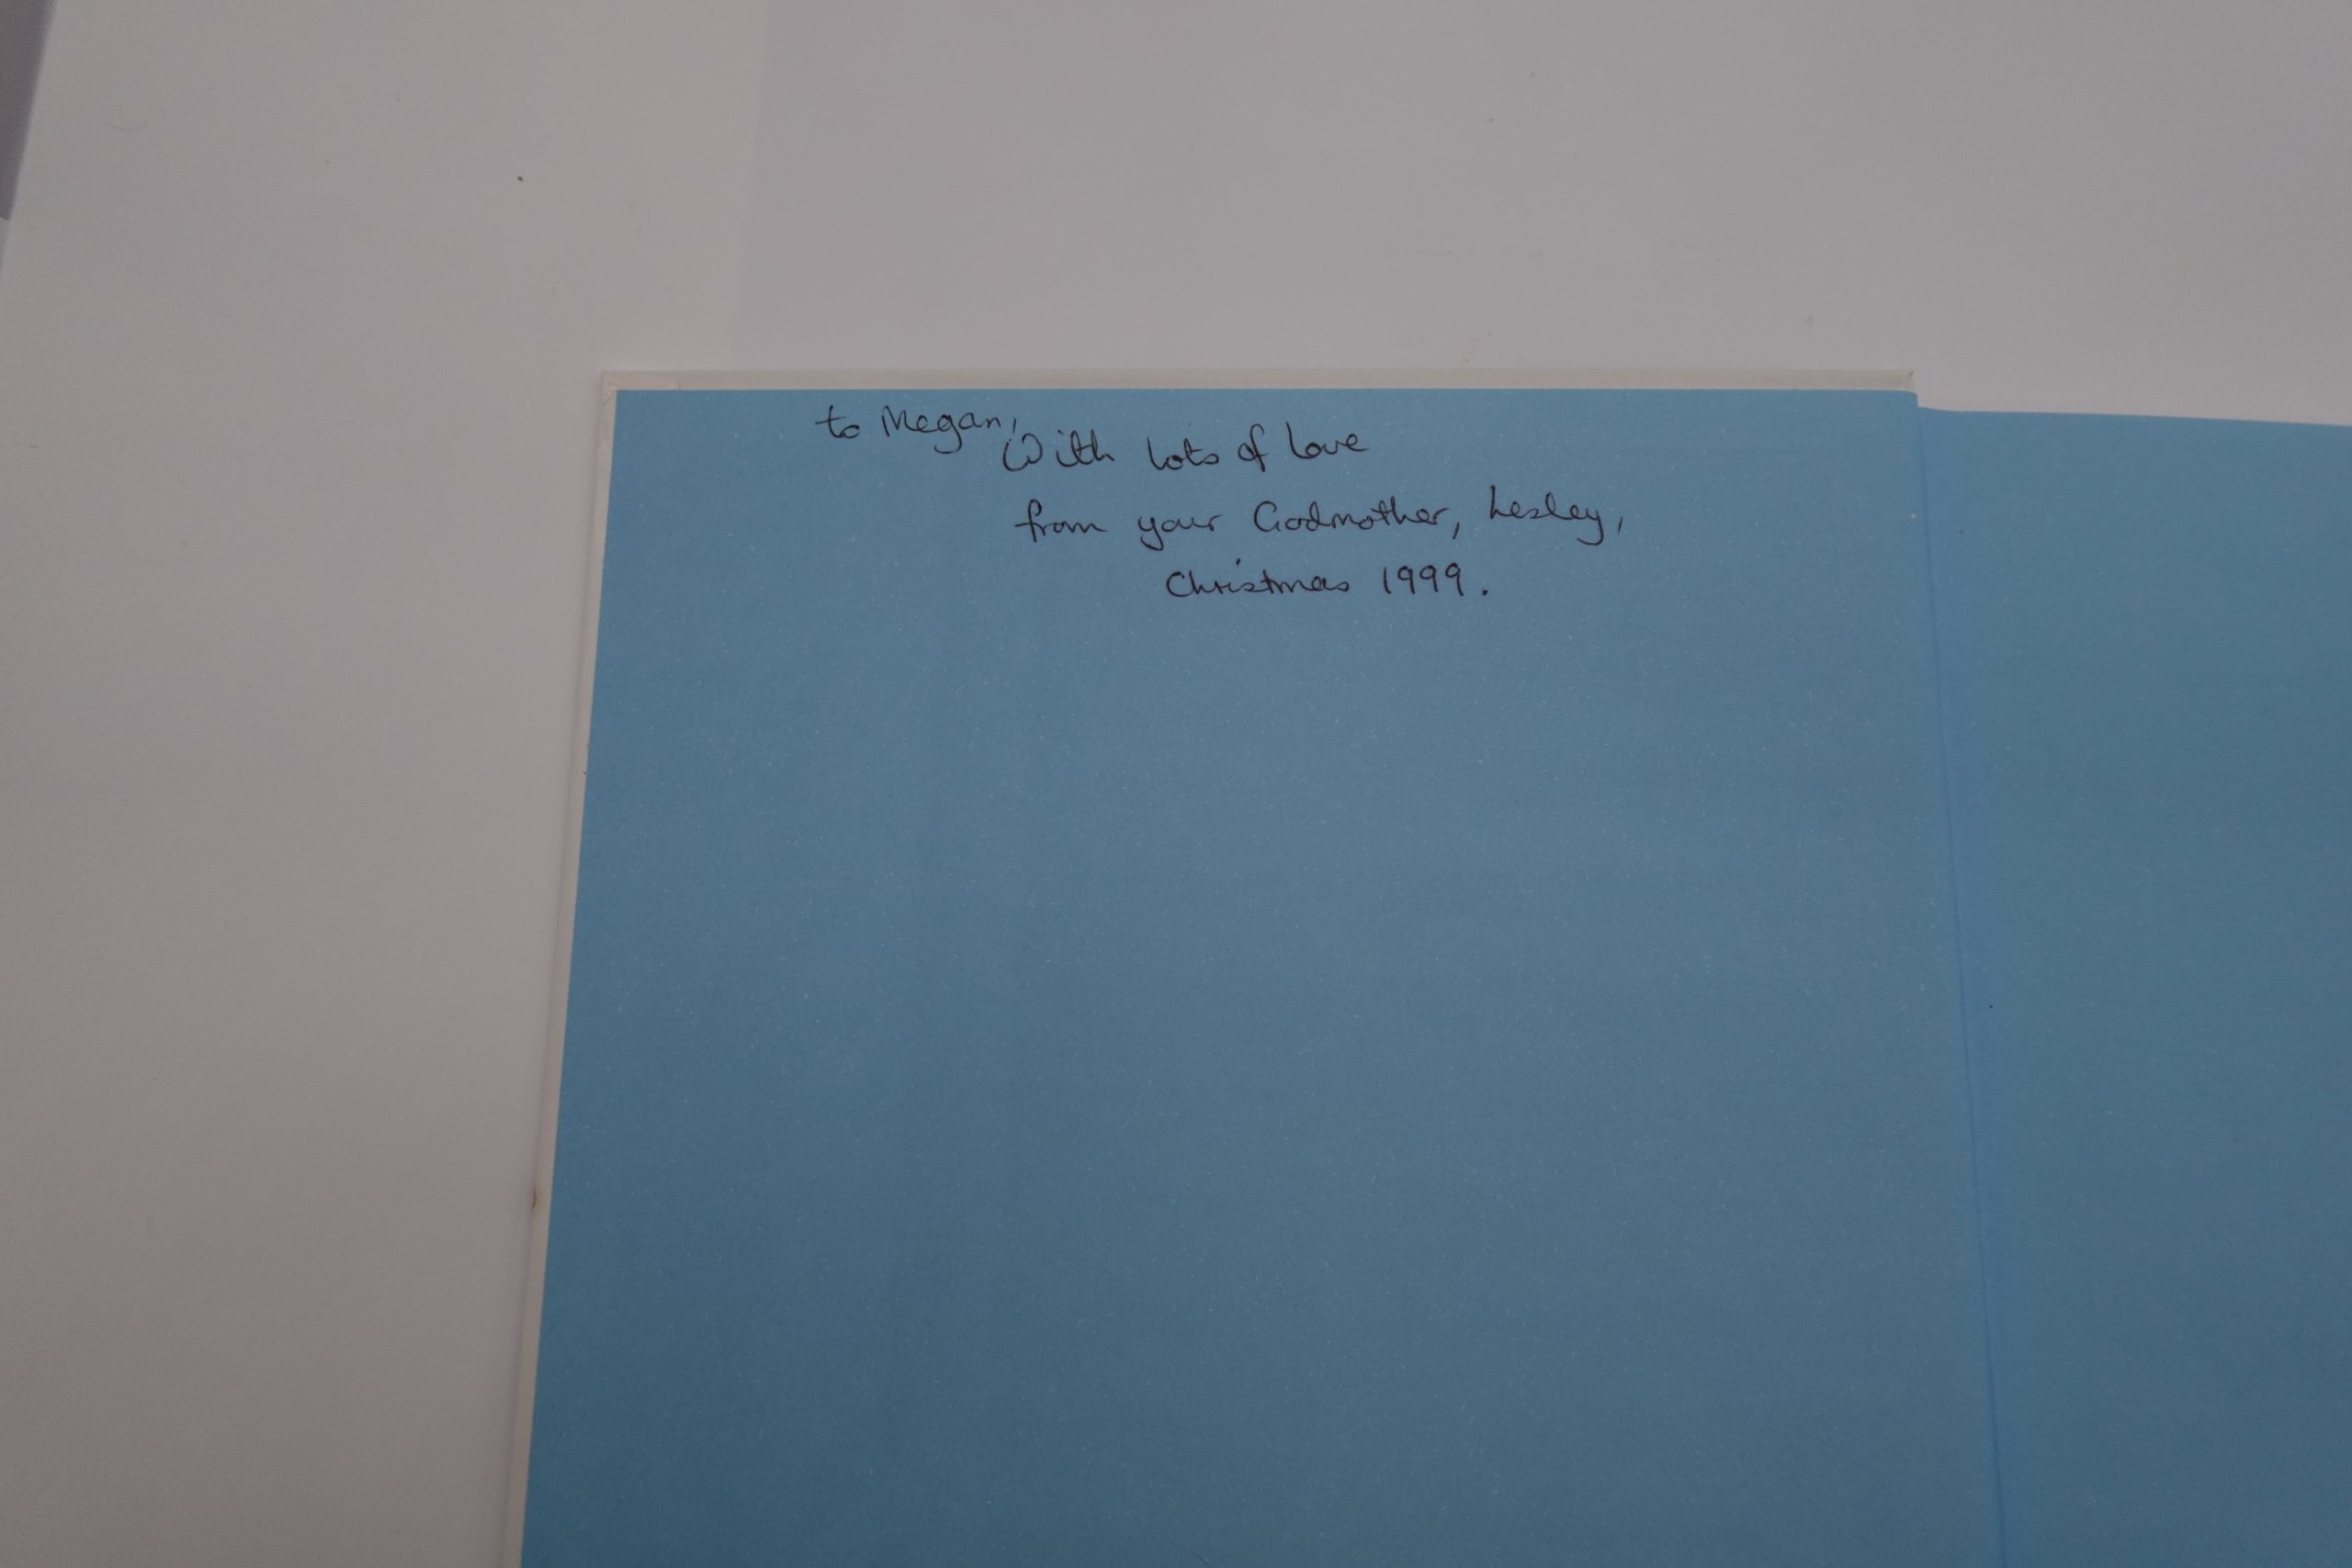 to Megan,
With lots of love
from your Godmother, Lesley,
Christmas 1999.